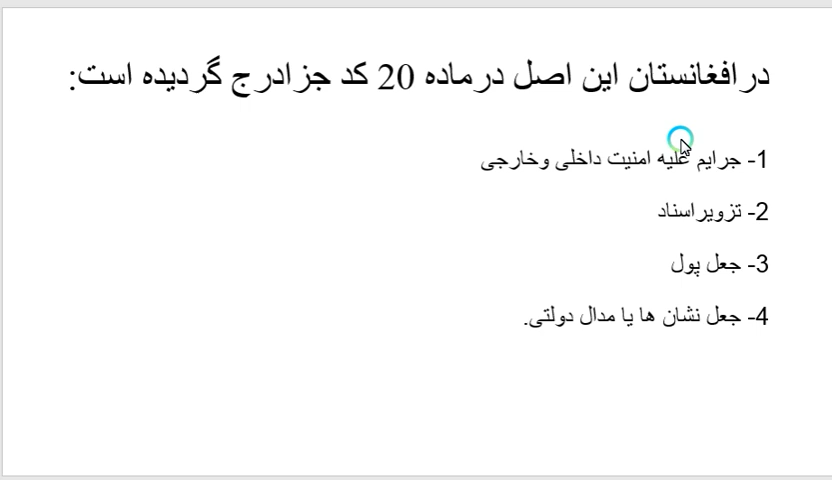 درافغانستان این اصل درماده 20 کد جزادرج گردیده است:
1- جرایم علیه امنیت داخلی وخارجی
2- تزویراسناد
3- جعل پول
4- جعل نشان ها یا مدال دولتی.